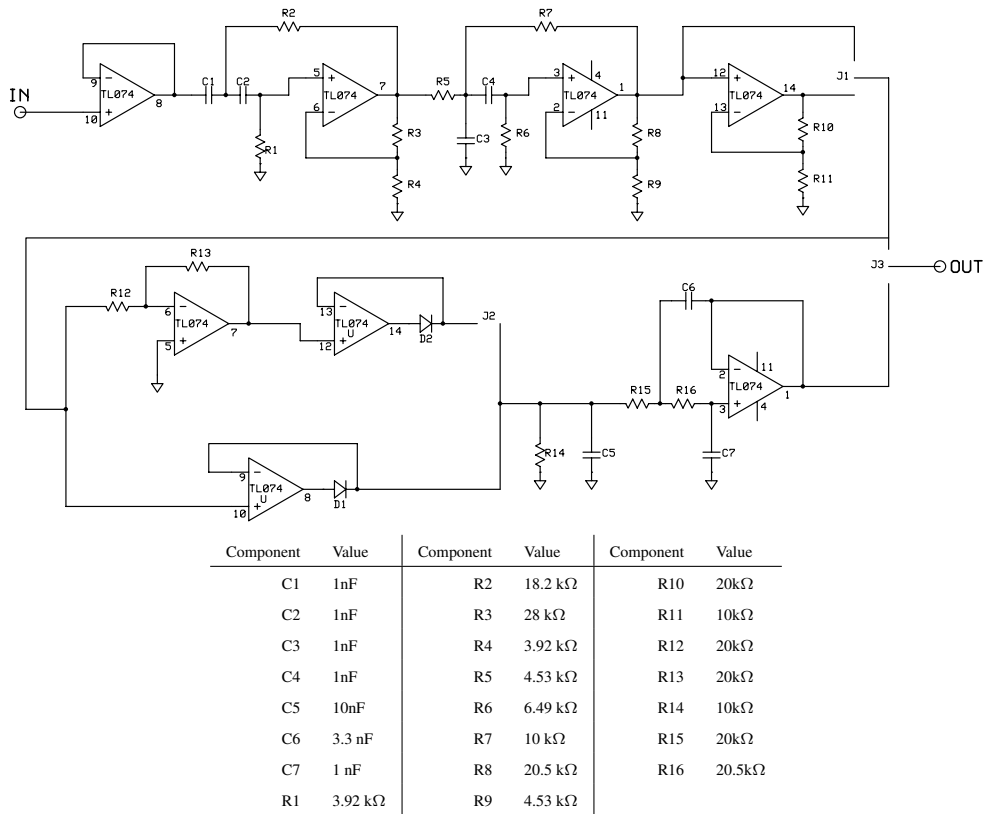 R2
R7
9
−
TL074
8
10
+
C1
C2
5
+
TL074
7
6
−
R5
C4
3
+
4
TL074
1
2
−
11
12
+
TL074
14
13
−
J1
IN
R1
R3
R4
C3
R6
R8
R9
R10
R11
R13
R12
6
−
TL074
7
5
+
13
−
TL074
U
14
12
+
D2
J2
J3
OUT
C6
R15
R16
2
−
11
TL074
1
3
+
4
R14
C5
C7
9
−
TL074
U
8
10
+
D1
Component Value Component Value Component Value
C1 1nF R2 18.2 kΩ R10 20kΩ
C2 1nF R3 28 kΩ R11 10kΩ
C3 1nF R4 3.92 kΩ R12 20kΩ
C4 1nF R5 4.53 kΩ R13 20kΩ
C5 10nF R6 6.49 kΩ R14 10kΩ
C6 3.3 nF R7 10 kΩ R15 20kΩ
C7 1 nF R8 20.5 kΩ R16 20.5kΩ
R1 3.92 kΩ R9 4.53 kΩ